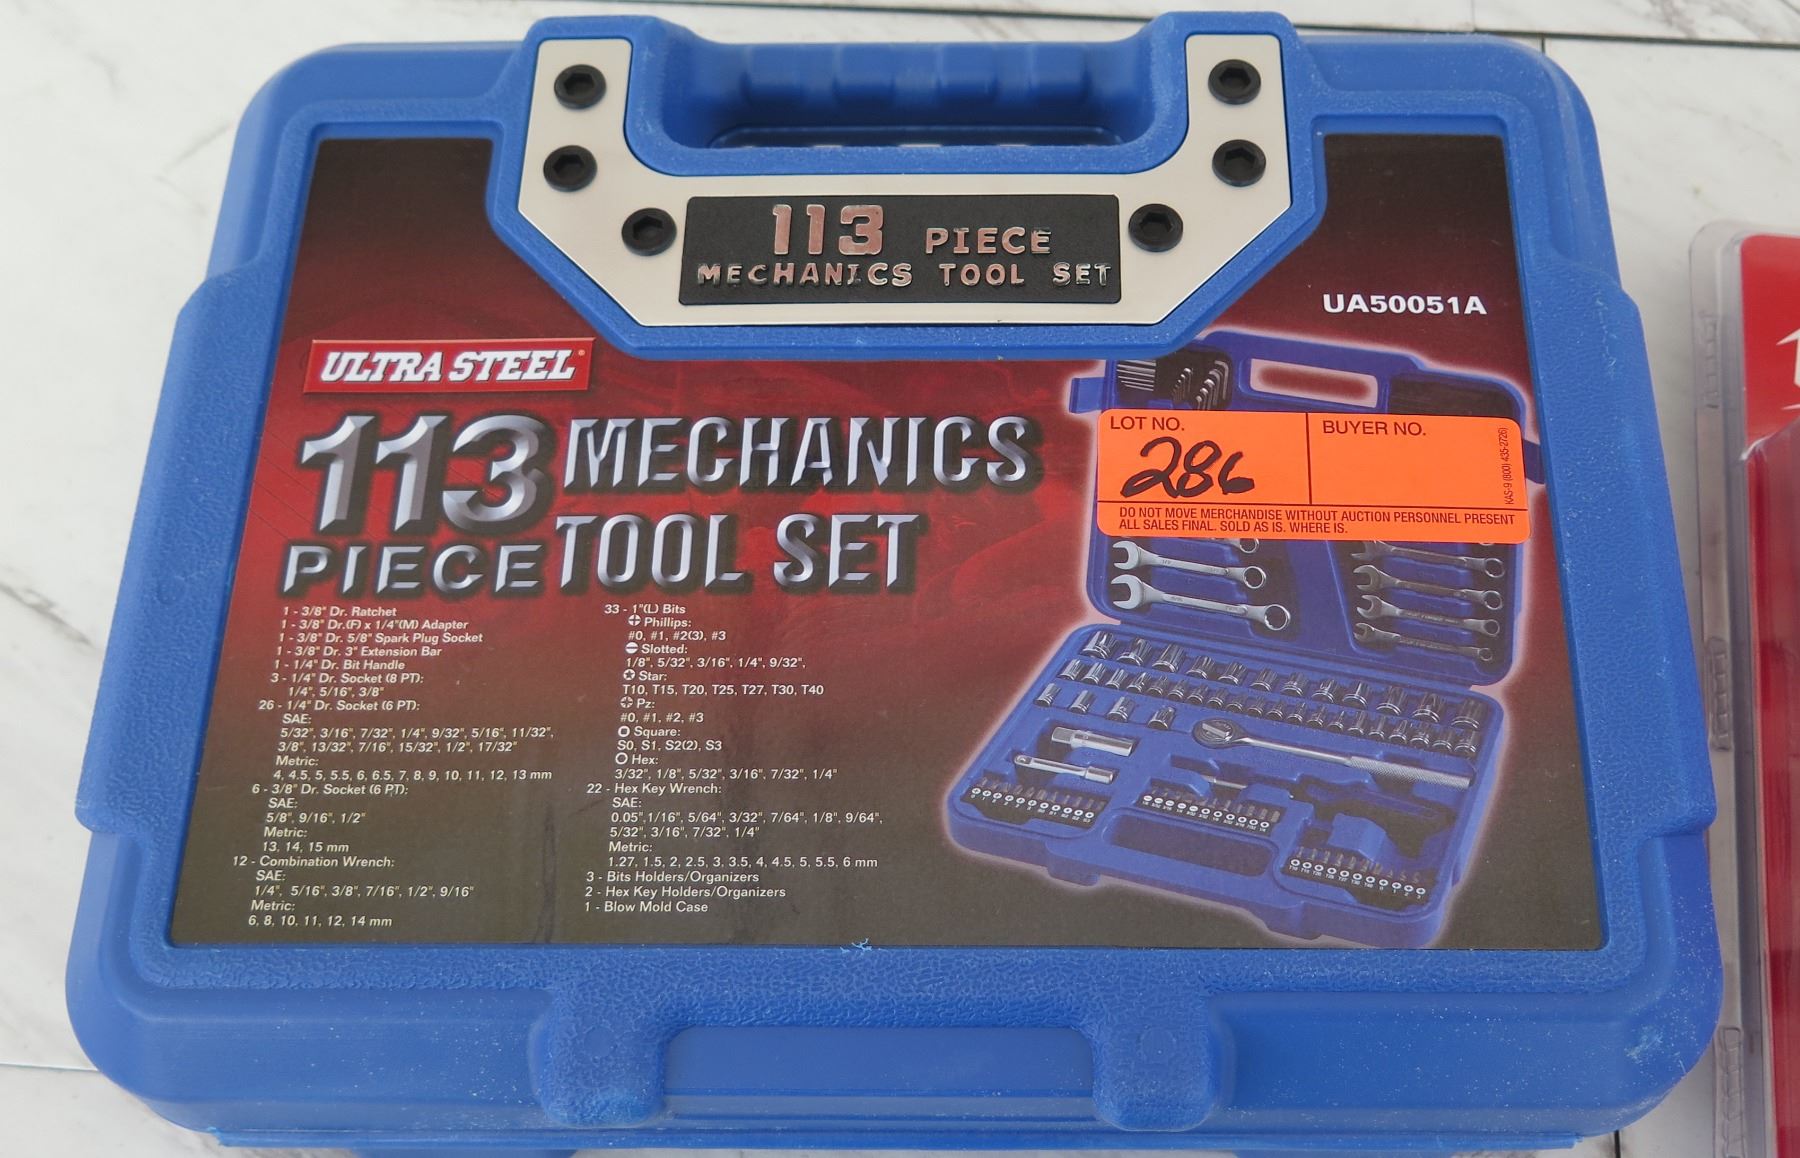 113 PIECE
MECHANICS TOOL SET
UA50051A
ULTRA STEEL®
113 PIECE
MECHANICS
TOOL SET
1 - 3/8" Dr. Ratchet
1 - 3/8" Dr.(F) x 1/4"(M) Adapter
1 - 3/8" Dr. 5/8" Spark Plug Socket
1 - 3/8" Dr. 3" Extension Bar
1 - 1/4" Dr. Bit Handle
3 - 1/4" Dr. Socket (8 PT):
1/4", 5/16", 3/8"
26 - 1/4" Dr. Socket (6 PT):
SAE:
5/32", 3/16", 7/32", 1/4", 9/32", 5/16", 11/32",
3/8", 13/32", 7/16", 15/32", 1/2", 17/32"
Metric:
4, 4.5, 5, 5.5, 6, 6.5, 7, 8, 9, 10, 11, 12, 13 mm
6 - 3/8" Dr. Socket (6 PT):
SAE:
5/8", 9/16", 1/2"
Metric:
13, 14, 15 mm
12 - Combination Wrench:
SAE:
1/4", 5/16", 3/8", 7/16", 1/2", 9/16"
Metric:
6, 8, 10, 11, 12, 14 mm
33 - 1"(L) Bits
Phillips:
#0, #1, #2(3), #3
Slotted:
1/8", 5/32", 3/16", 1/4", 9/32",
Star:
T10, T15, T20, T25, T27, T30, T40
Pz:
#0, #1, #2, #3
Square:
S0, S1, S2(2), S3
Hex:
3/32", 1/8", 5/32", 3/16", 7/32", 1/4"
22 - Hex Key Wrench:
SAE:
0.05",1/16", 5/64", 3/32", 7/64", 1/8", 9/64",
5/32", 3/16", 7/32", 1/4"
Metric:
1.27, 1.5, 2, 2.5, 3, 3.5, 4, 4.5, 5, 5.5, 6 mm
3 - Bits Holders/Organizers
2 - Hex Key Holders/Organizers
1 - Blow Mold Case
LOT NO.
286
BUYER NO.
KAS-9 (800) 435-2726)
DO NOT MOVE MERCHANDISE WITHOUT AUCTION PERSONNEL PRESENT
ALL SALES FINAL. SOLD AS IS. WHERE IS.